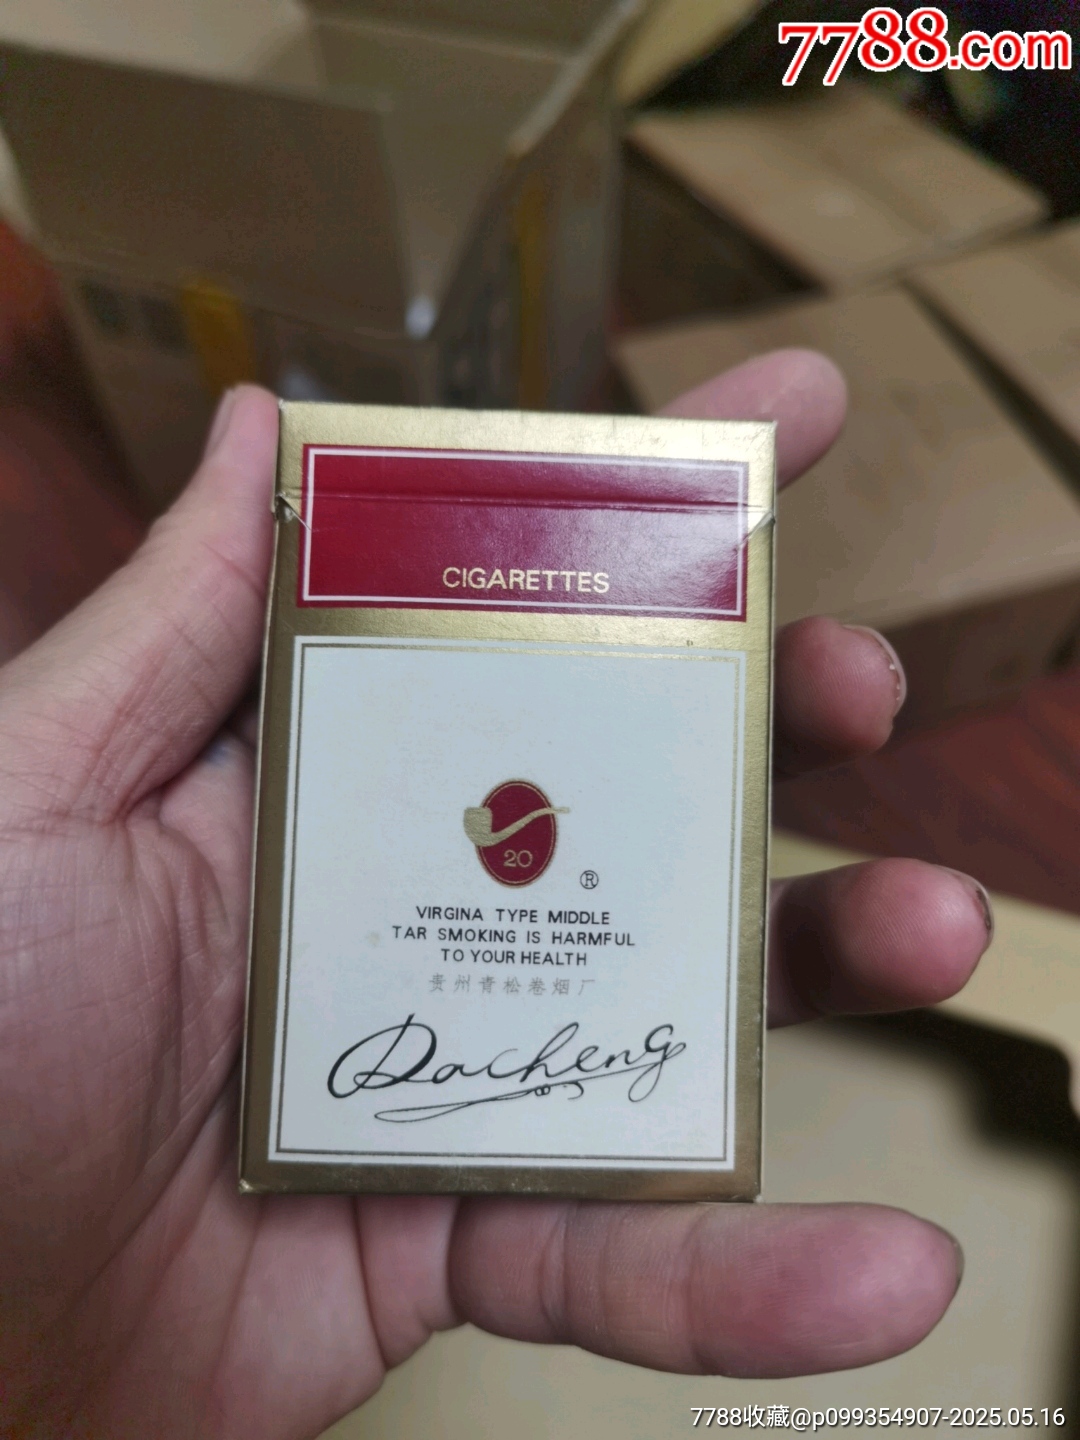 7788.com
CIGARETTES
20
®
VIRGINA TYPE MIDDLE
TAR SMOKING IS HARMFUL
TO YOUR HEALTH
贵州青松卷烟厂
Dacheng
7788收藏@p099354907-2025.05.16